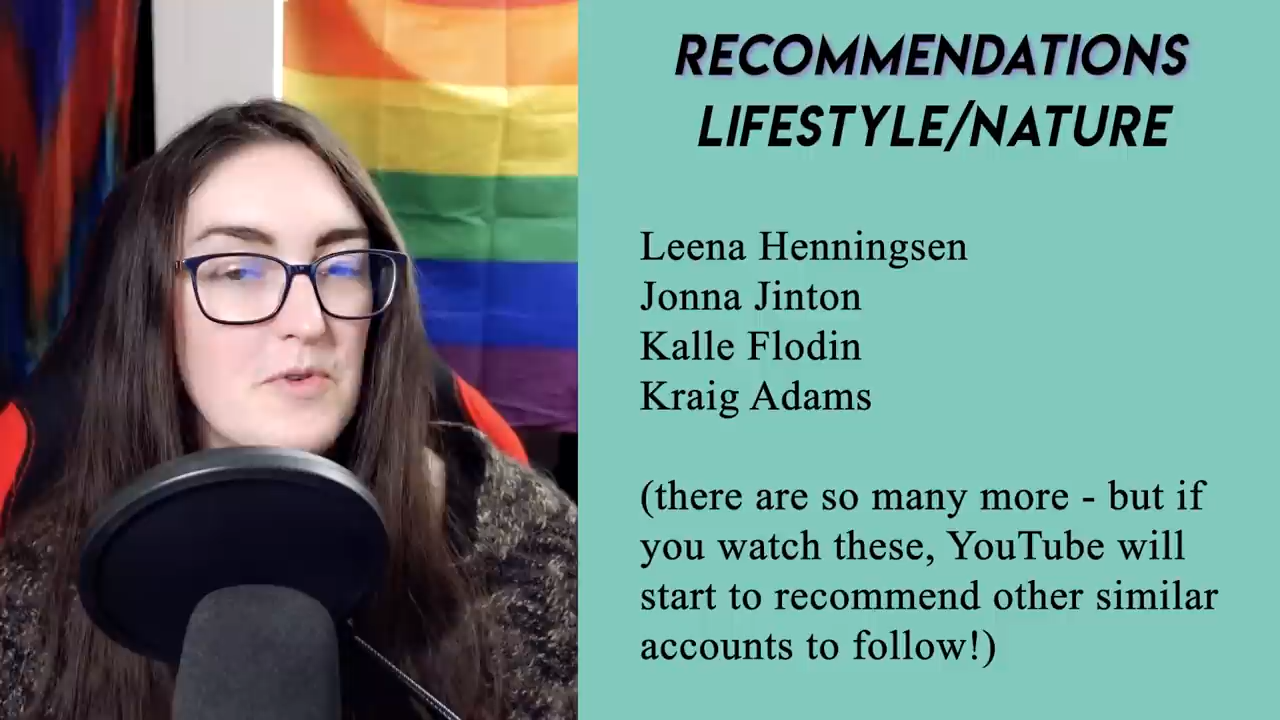 RECOMMENDATIONS
LIFESTYLE/NATURE
Leena Henningsen
Jonna Jinton
Kalle Flodin
Kraig Adams
(there are so many more - but if
you watch these, YouTube will
start to recommend other similar
accounts to follow!)